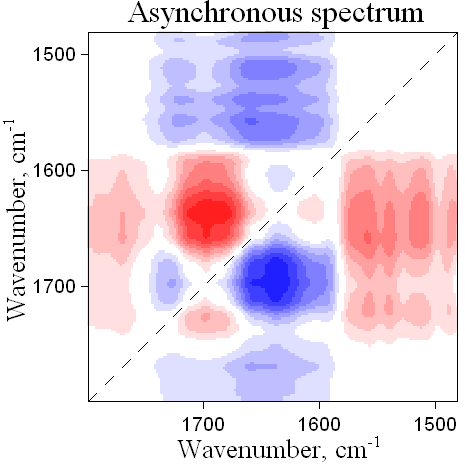 Asynchronous spectrum
1500
1600
1700
Wavenumber, cm-1
1700 1600 1500
Wavenumber, cm-1